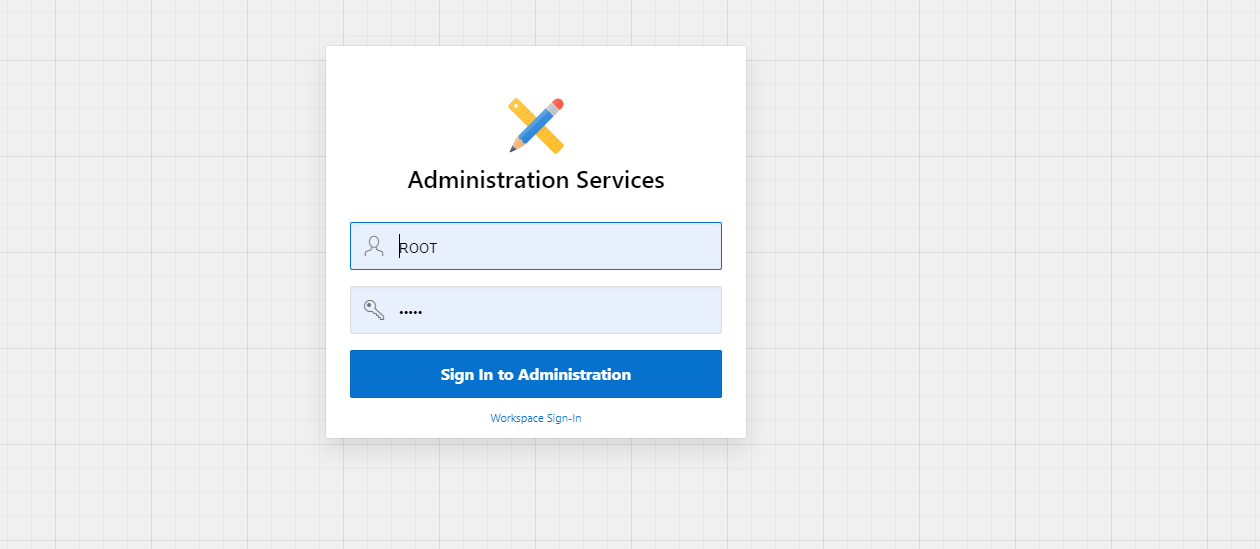 Administration Services
ROOT
•••••
Sign In to Administration
Workspace Sign-In